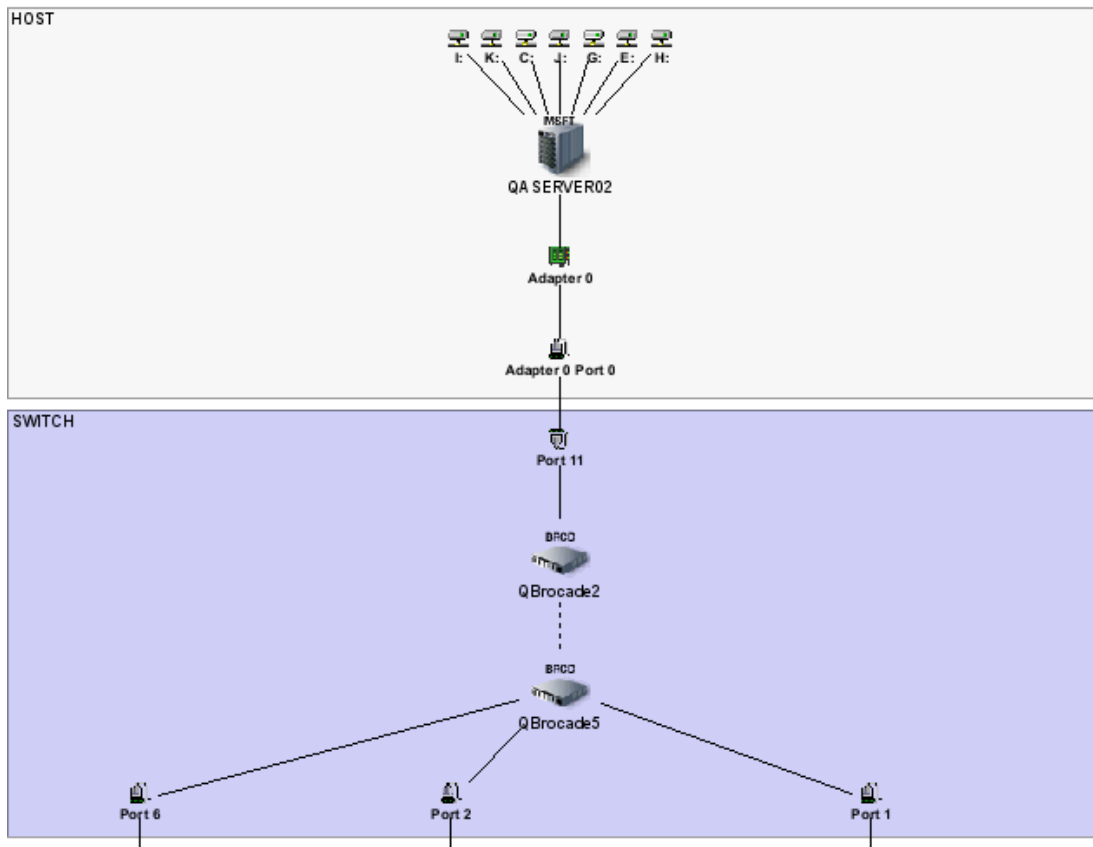 HOST
I: K: C: J: G: E: H:
MSFT
QA SERVER02
Adapter 0
Adapter 0 Port 0
SWITCH
Port 11
BRCD
QBrocade2
BRCD
QBrocade5
Port 6 Port 2 Port 1